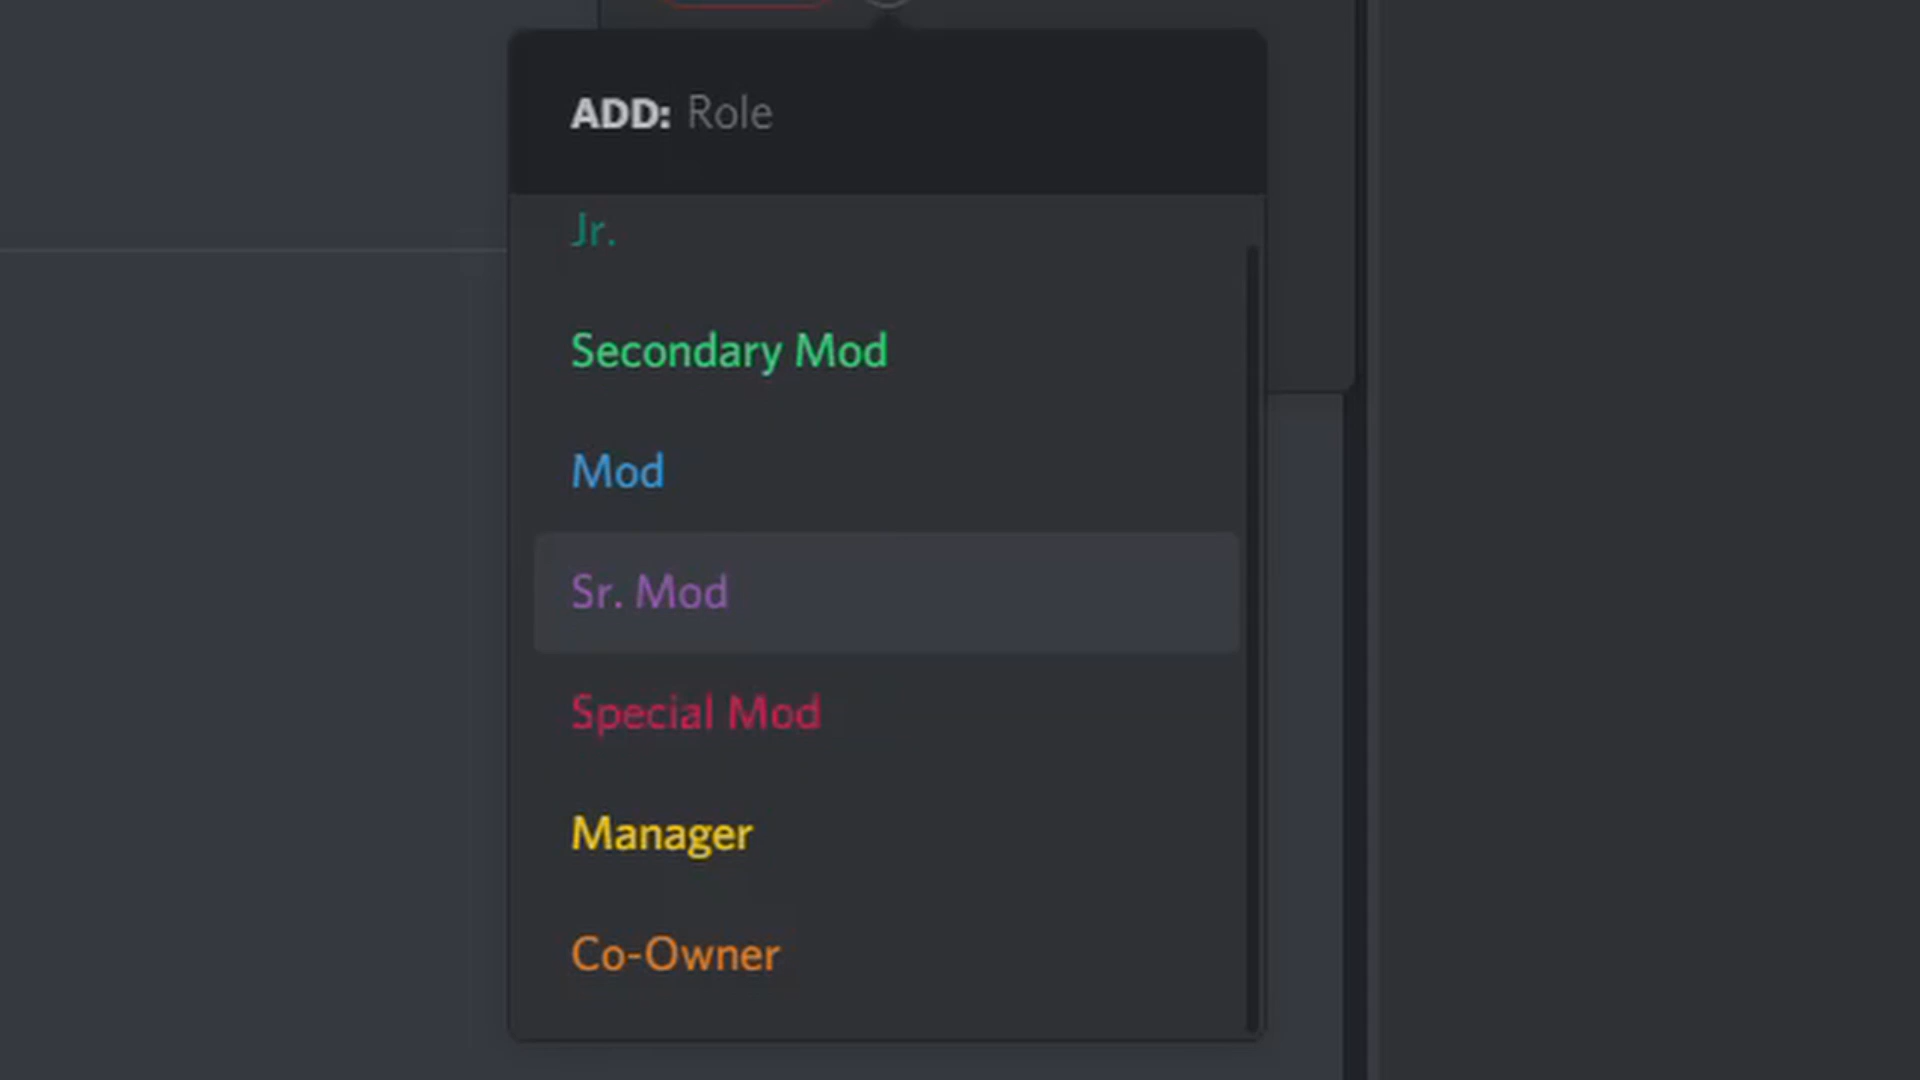 ADD: Role
Jr.
Secondary Mod
Mod
Sr. Mod
Special Mod
Manager
Co-Owner